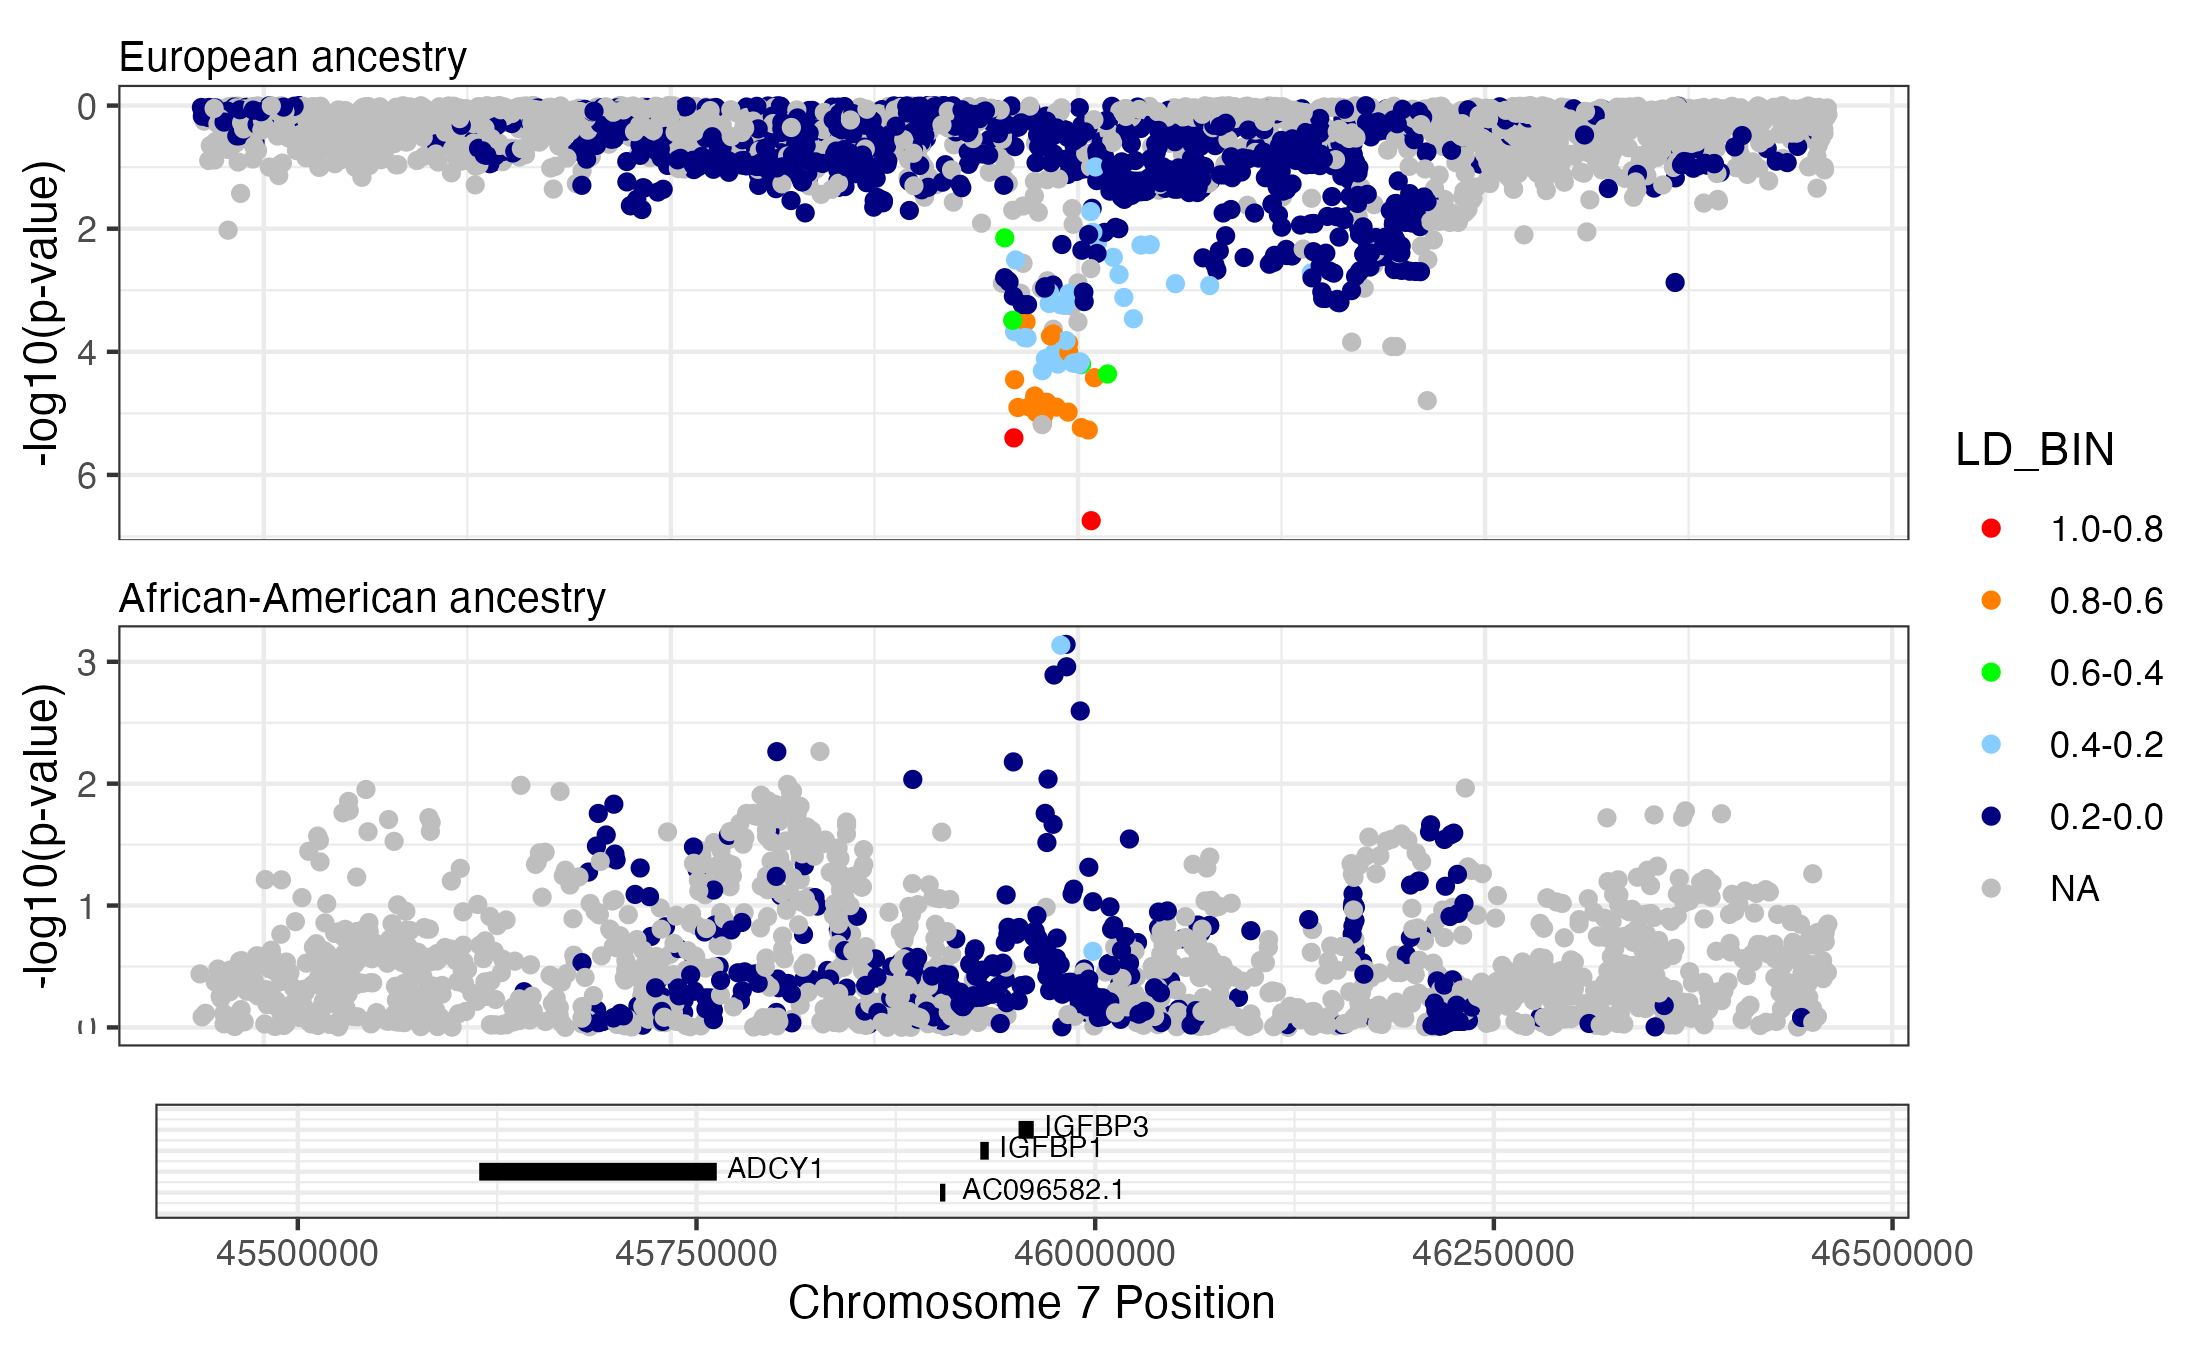 European ancestry
0
2
4
6
-log10(p-value)
African-American ancestry
3
2
1
0
-log10(p-value)
LD_BIN
1.0-0.8
0.8-0.6
0.6-0.4
0.4-0.2
0.2-0.0
NA
IGFBP3
IGFBP1
ADCY1
AC096582.1
45500000 45750000 46000000 46250000 46500000
Chromosome 7 Position